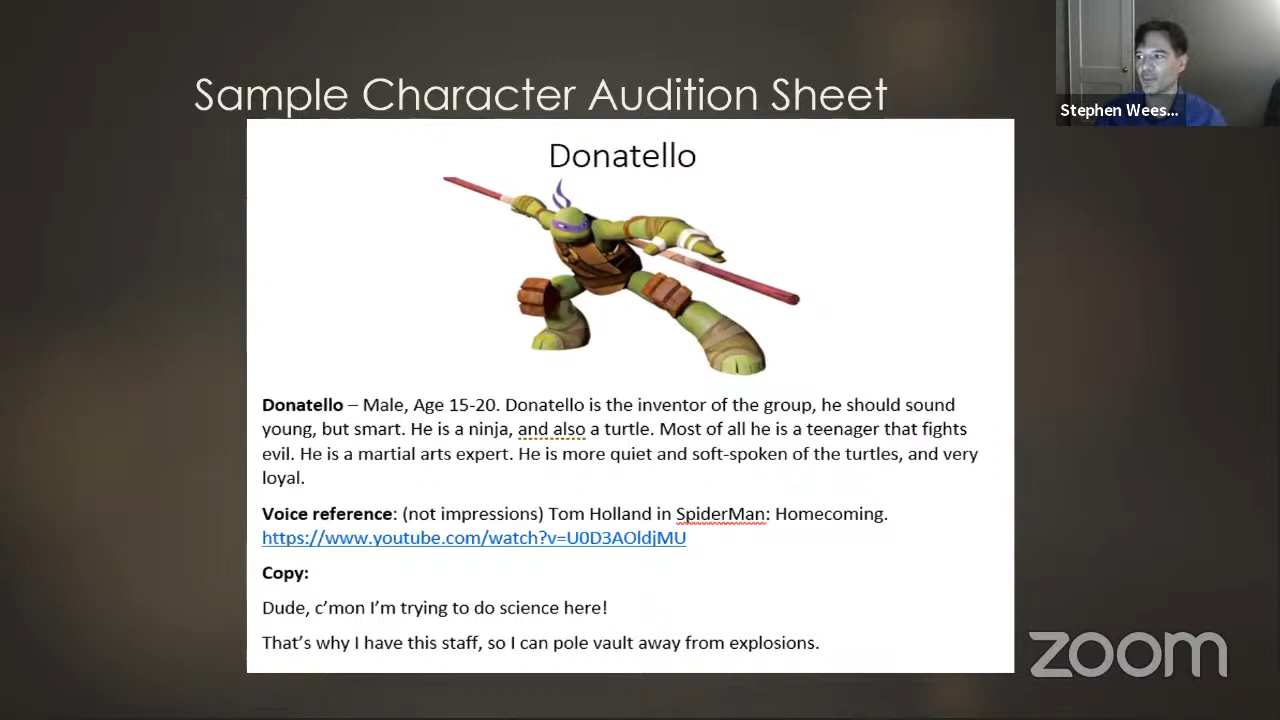 Sample Character Audition Sheet
Stephen Wees...
Donatello
Donatello – Male, Age 15-20. Donatello is the inventor of the group, he should sound
young, but smart. He is a ninja, and also a turtle. Most of all he is a teenager that fights
evil. He is a martial arts expert. He is more quiet and soft-spoken of the turtles, and very
loyal.
Voice reference: (not impressions) Tom Holland in SpiderMan: Homecoming.
https://www.youtube.com/watch?v=U0D3AOldjMU
Copy:
Dude, c’mon I’m trying to do science here!
That’s why I have this staff, so I can pole vault away from explosions.
zoom